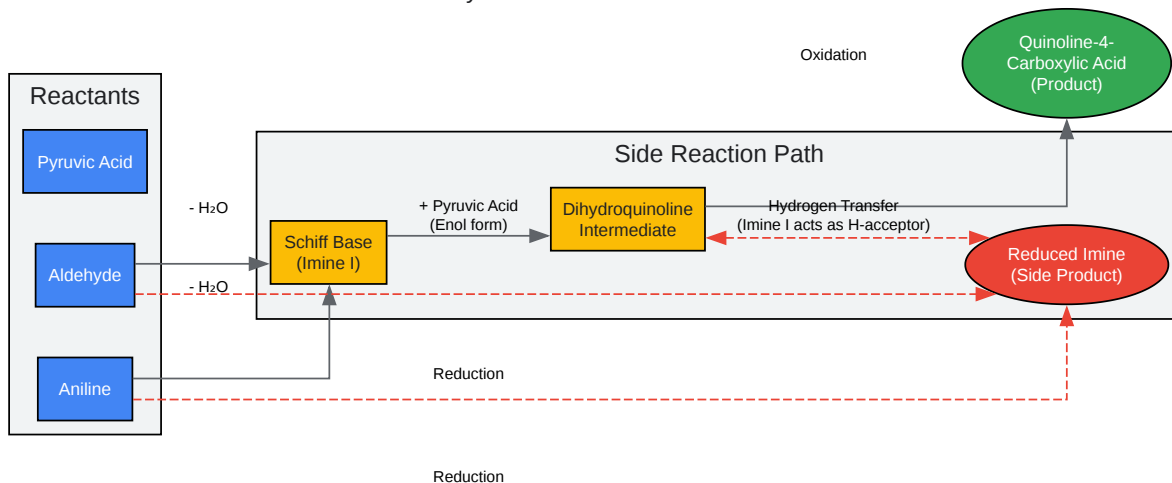 Oxidation
Quinoline-4-
Carboxylic Acid
(Product)
Reactants
Pyruvic Acid
Side Reaction Path
- H₂O
+ Pyruvic Acid
(Enol form)
Dihydroquinoline
Intermediate
Hydrogen Transfer
(Imine I acts as H-acceptor)
Schiff Base
(Imine I)
Aldehyde
- H₂O
Reduced Imine
(Side Product)
Aniline
Reduction
Reduction